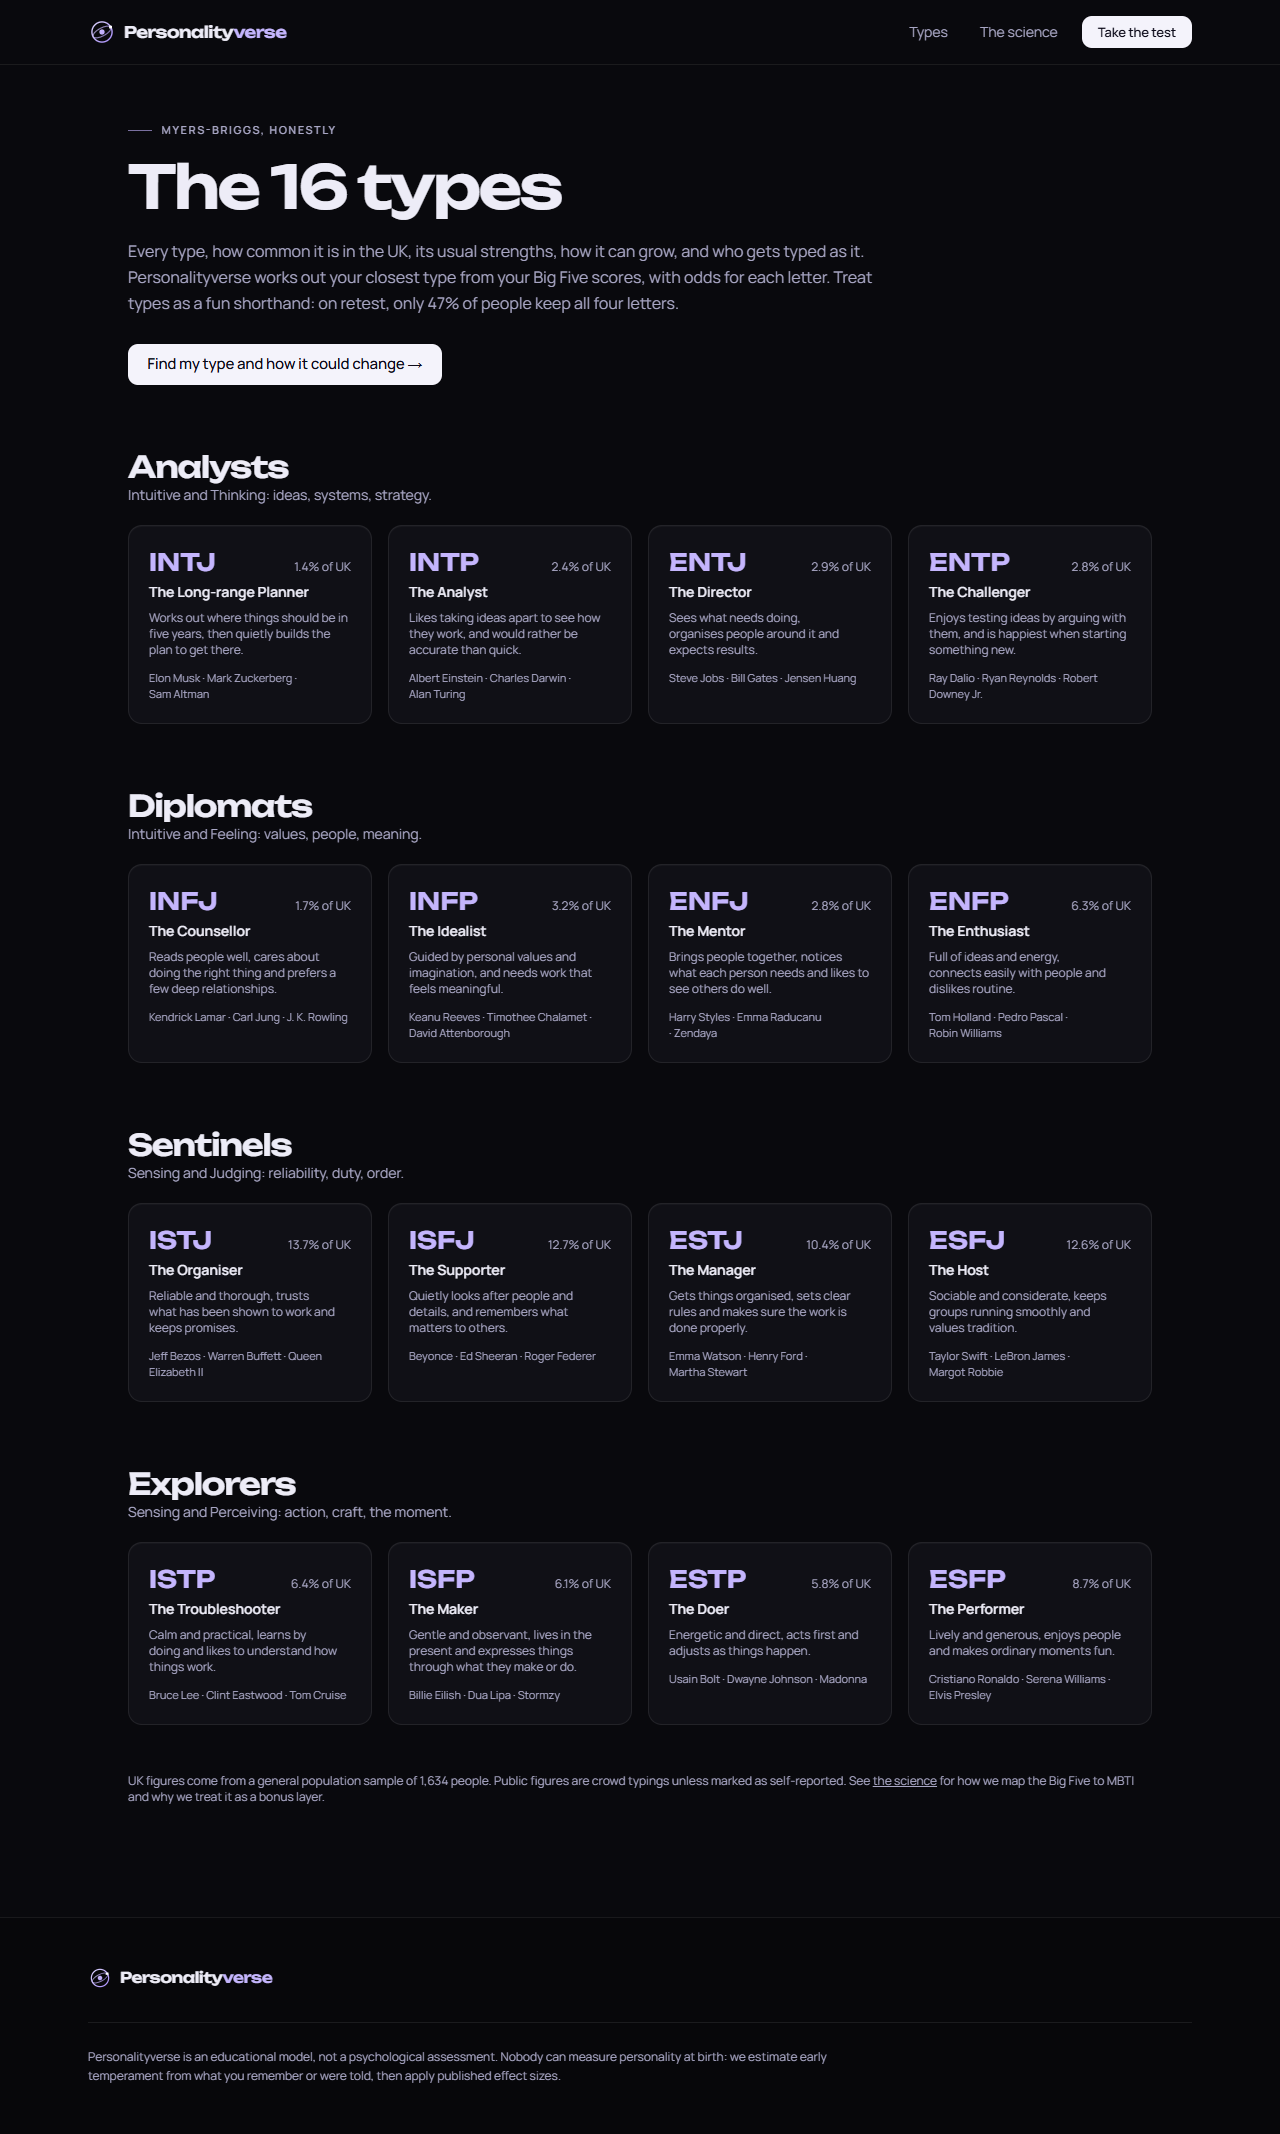 Personalityverse
Types
The science
Take the test
MYERS-BRIGGS, HONESTLY
The 16 types
Every type, how common it is in the UK, its usual strengths, how it can grow, and who gets typed as it.
Personalityverse works out your closest type from your Big Five scores, with odds for each letter. Treat
types as a fun shorthand: on retest, only 47% of people keep all four letters.
Find my type and how it could change →
Analysts
Intuitive and Thinking: ideas, systems, strategy.
INTJ
1.4% of UK
The Long-range Planner
Works out where things should be in
five years, then quietly builds the
plan to get there.
Elon Musk · Mark Zuckerberg ·
Sam Altman
INTP
2.4% of UK
The Analyst
Likes taking ideas apart to see how
they work, and would rather be
accurate than quick.
Albert Einstein · Charles Darwin ·
Alan Turing
ENTJ
2.9% of UK
The Director
Sees what needs doing,
organises people around it and
expects results.
Steve Jobs · Bill Gates · Jensen Huang
ENTP
2.8% of UK
The Challenger
Enjoys testing ideas by arguing with
them, and is happiest when starting
something new.
Ray Dalio · Ryan Reynolds · Robert
Downey Jr.
Diplomats
Intuitive and Feeling: values, people, meaning.
INFJ
1.7% of UK
The Counsellor
Reads people well, cares about
doing the right thing and prefers a
few deep relationships.
Kendrick Lamar · Carl Jung · J. K. Rowling
INFP
3.2% of UK
The Idealist
Guided by personal values and
imagination, and needs work that
feels meaningful.
Keanu Reeves · Timothee Chalamet ·
David Attenborough
ENFJ
2.8% of UK
The Mentor
Brings people together, notices
what each person needs and likes to
see others do well.
Harry Styles · Emma Raducanu
· Zendaya
ENFP
6.3% of UK
The Enthusiast
Full of ideas and energy,
connects easily with people and
dislikes routine.
Tom Holland · Pedro Pascal ·
Robin Williams
Sentinels
Sensing and Judging: reliability, duty, order.
ISTJ
13.7% of UK
The Organiser
Reliable and thorough, trusts
what has been shown to work and
keeps promises.
Jeff Bezos · Warren Buffett · Queen
Elizabeth II
ISFJ
12.7% of UK
The Supporter
Quietly looks after people and
details, and remembers what
matters to others.
Beyonce · Ed Sheeran · Roger Federer
ESTJ
10.4% of UK
The Manager
Gets things organised, sets clear
rules and makes sure the work is
done properly.
Emma Watson · Henry Ford ·
Martha Stewart
ESFJ
12.6% of UK
The Host
Sociable and considerate, keeps
groups running smoothly and
values tradition.
Taylor Swift · LeBron James ·
Margot Robbie
Explorers
Sensing and Perceiving: action, craft, the moment.
ISTP
6.4% of UK
The Troubleshooter
Calm and practical, learns by
doing and likes to understand how
things work.
Bruce Lee · Clint Eastwood · Tom Cruise
ISFP
6.1% of UK
The Maker
Gentle and observant, lives in the
present and expresses things
through what they make or do.
Billie Eilish · Dua Lipa · Stormzy
ESTP
5.8% of UK
The Doer
Energetic and direct, acts first and
adjusts as things happen.
Usain Bolt · Dwayne Johnson · Madonna
ESFP
8.7% of UK
The Performer
Lively and generous, enjoys people
and makes ordinary moments fun.
Cristiano Ronaldo · Serena Williams ·
Elvis Presley
UK figures come from a general population sample of 1,634 people. Public figures are crowd typings unless marked as self-reported. See the science for how we map the Big Five to MBTI
and why we treat it as a bonus layer.
Personalityverse
Personalityverse is an educational model, not a psychological assessment. Nobody can measure personality at birth: we estimate early
temperament from what you remember or were told, then apply published effect sizes.